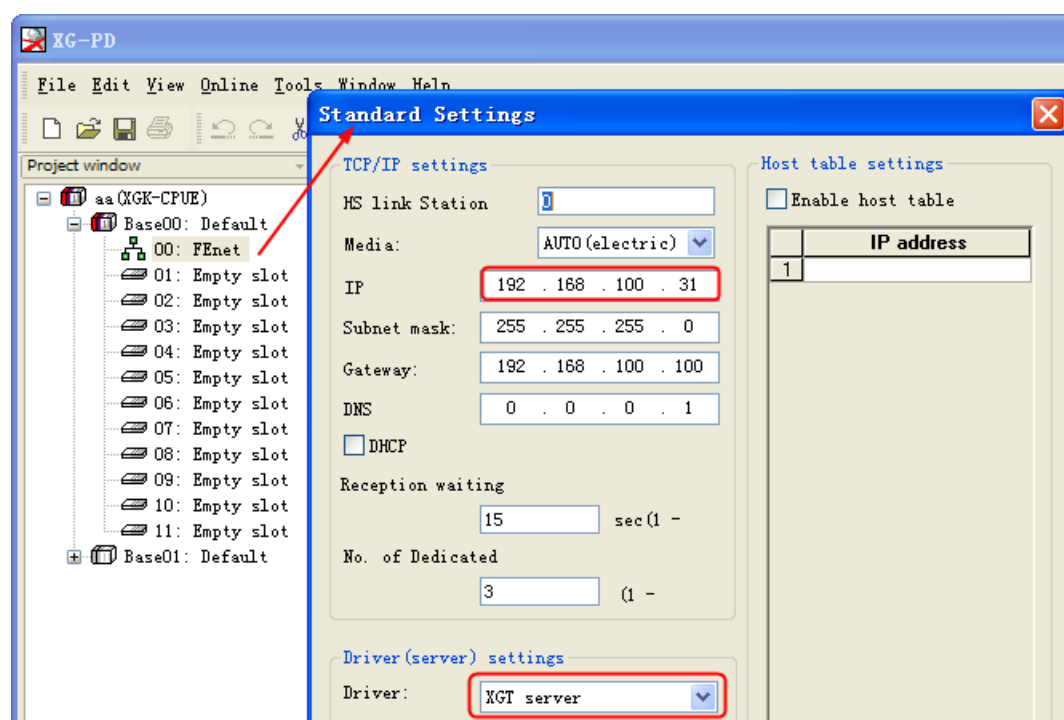 XG-PD
File Edit View Online Tools Window Help
Standard Settings
Project window
aa(XGK-CPUE)
Base00: Default
00: FEnet
01: Empty slot
02: Empty slot
03: Empty slot
04: Empty slot
05: Empty slot
06: Empty slot
07: Empty slot
08: Empty slot
09: Empty slot
10: Empty slot
11: Empty slot
Base01: Default
TCP/IP settings
HS link Station 0
Media: AUTO(electric)
IP 192 . 168 . 100 . 31
Subnet mask: 255 . 255 . 255 . 0
Gateway: 192 . 168 . 100 . 100
DNS 0 . 0 . 0 . 1
DHCP
Reception waiting
15 sec(1 -
No. of Dedicated
3 (1 -
Driver(server) settings
Driver: XGT server
Host table settings
Enable host table
IP address
1